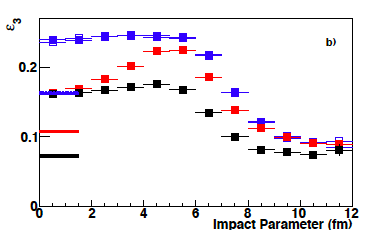 ε3
b)
0.2
0.1
0
0 2 4 6 8 10 12
Impact Parameter (fm)